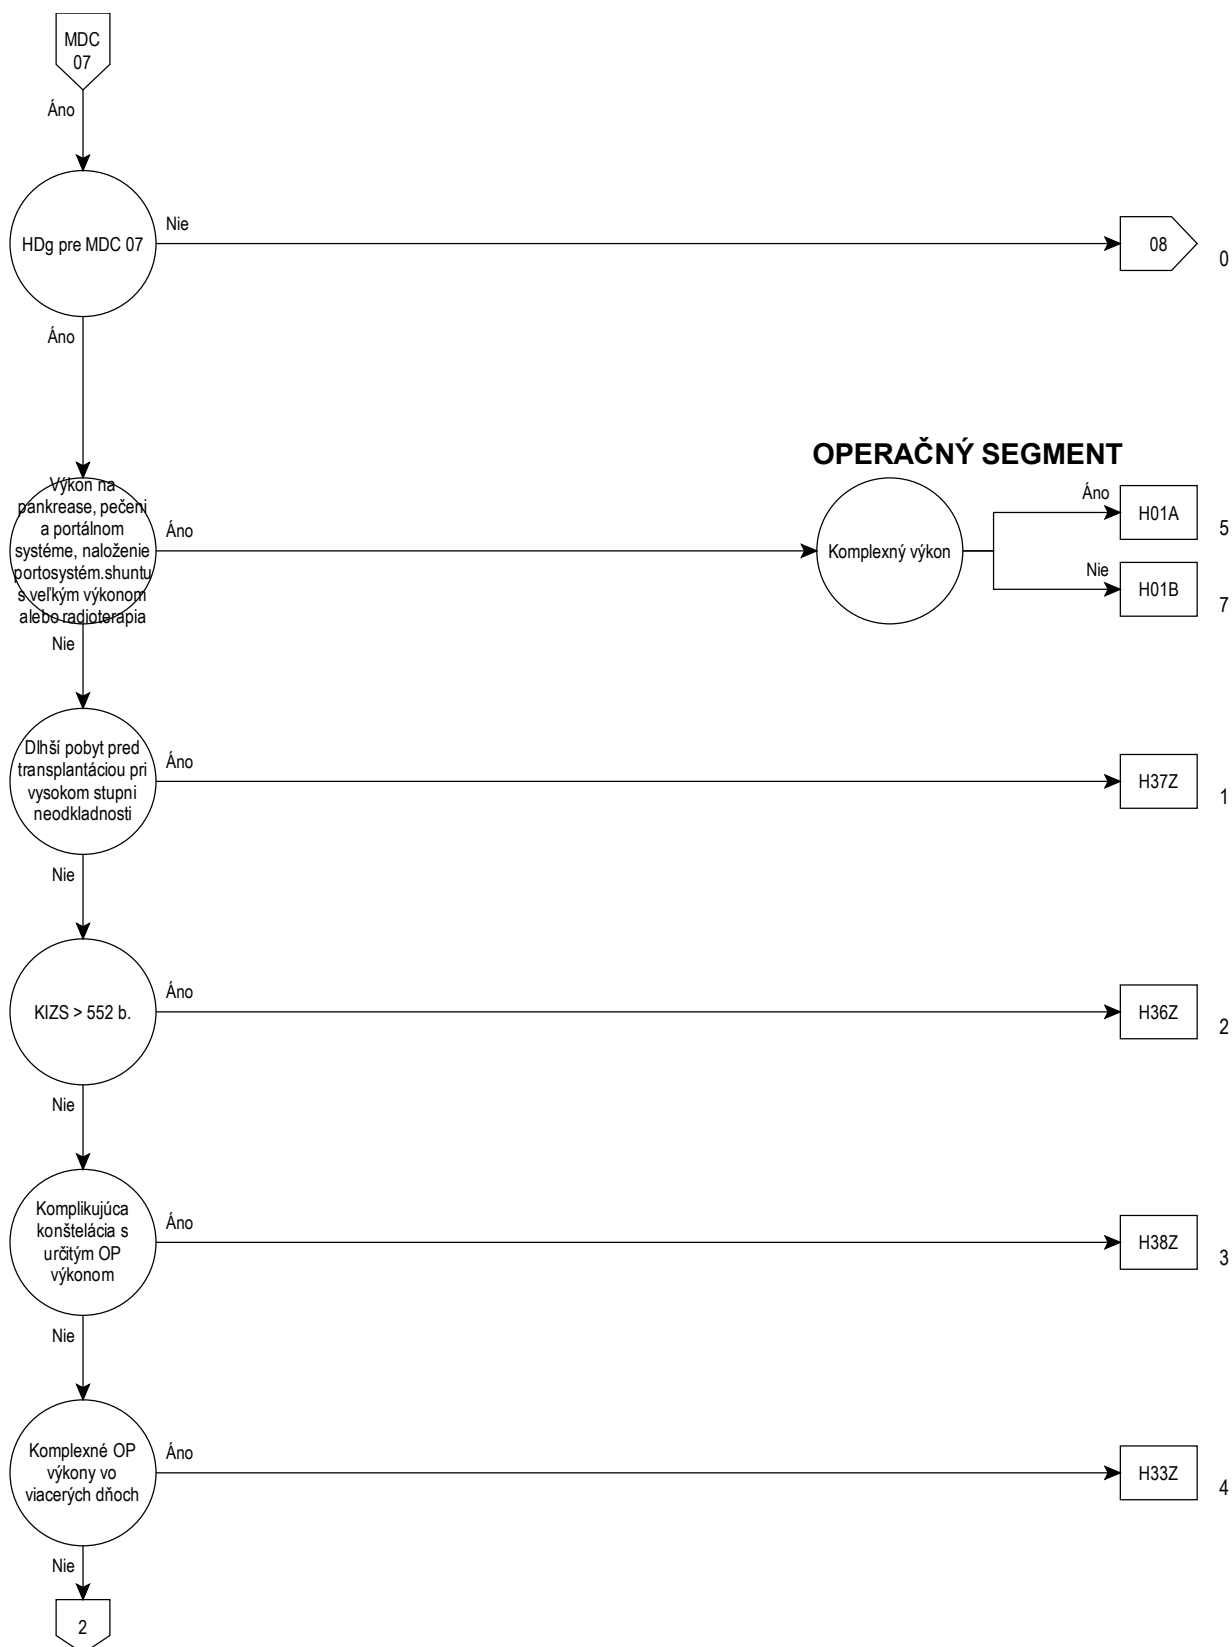 MDC
07
Áno
HDg pre MDC 07
Nie
08
0
Áno
OPERAČNÝ SEGMENT
Výkon na
pankrease, pečeni
a portálnom
systéme, naloženie
portosystém.shuntu
s veľkým výkonom
alebo radioterapia
Áno
Komplexný výkon
Áno
H01A
5
Nie
H01B
7
Nie
Dlhší pobyt pred
transplantáciou pri
vysokom stupni
neodkladnosti
Áno
H37Z
1
Nie
KIZS > 552 b.
Áno
H36Z
2
Nie
Komplikujúca
konštelácia s
určitým OP
výkonom
Áno
H38Z
3
Nie
Komplexné OP
výkony vo
viacerých dňoch
Áno
H33Z
4
Nie
2